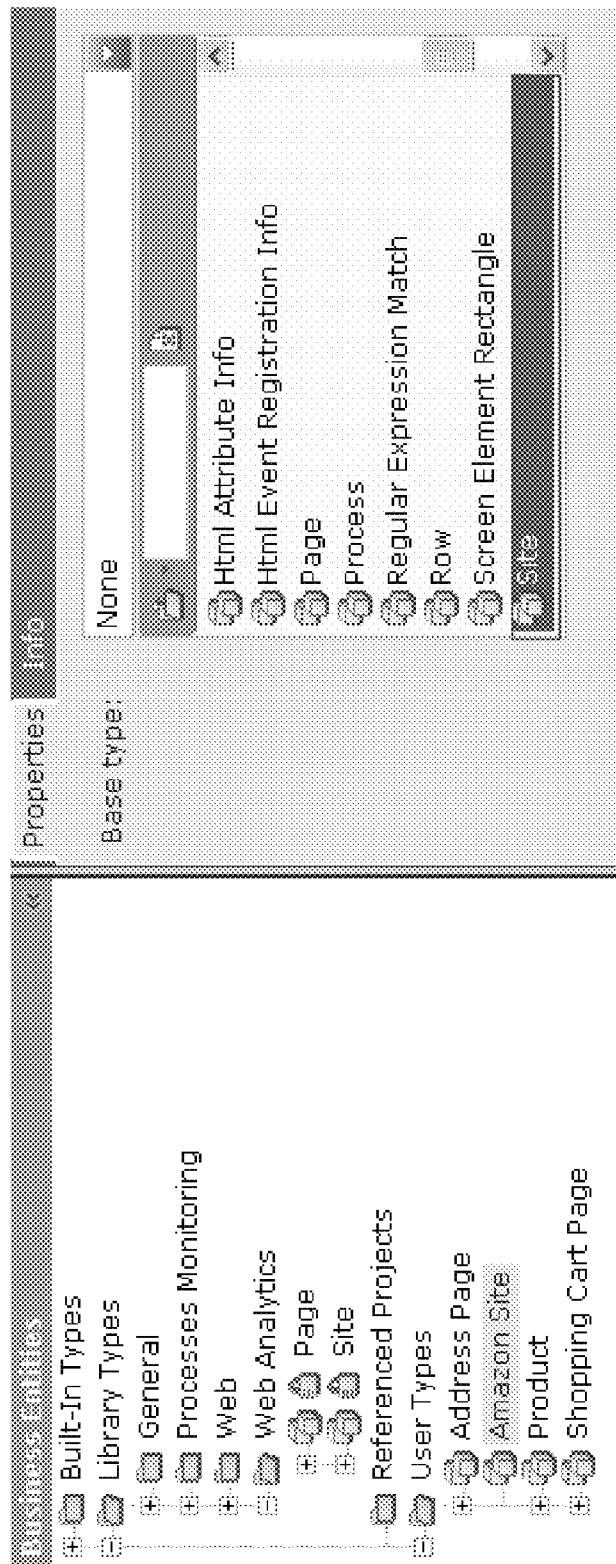 Business Entities
Built-In Types
Library Types
General
Processes Monitoring
Web
Web Analytics
Page
Site
Referenced Projects
User Types
Address Page
Amazon Site
Product
Shopping Cart Page
Properties Info
Base type:
None
Html Attribute Info
Html Event Registration Info
Page
Process
Regular Expression Match
Row
Screen Element Rectangle
Site